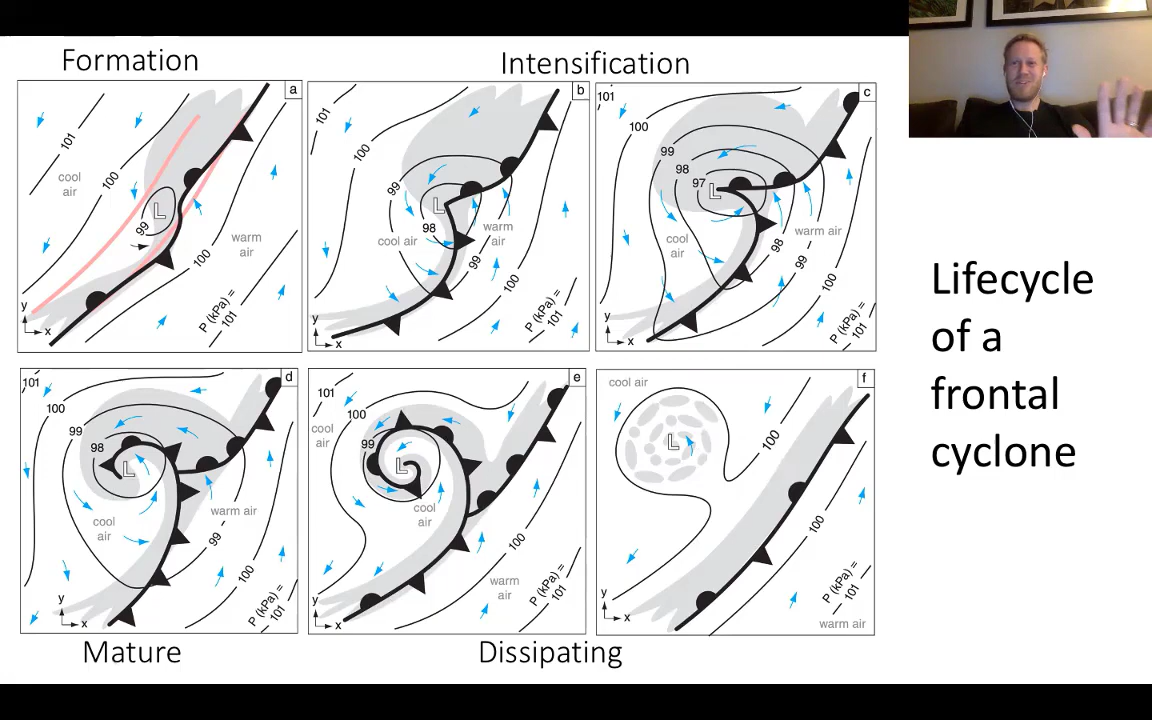 Formation
Intensification
a
101
100
cool
air
L
99
warm
air
100
P (kPa) =
101
y
x
b
101
100
99
L
98
cool air
warm
air
99
100
P (kPa) =
101
y
x
101
c
100
99
98
97
L
cool
air
warm air
98
99
100
P (kPa) =
101
y
x
Lifecycle
of a
frontal
cyclone
d
101
100
99
98
L
cool
air
warm air
99
100
P (kPa) =
101
y
x
e
101
100
cool
air
99
L
cool
air
100
warm
air
P (kPa) =
101
y
x
cool air
f
L
100
100
P (kPa) =
101
warm air
y
x
Mature
Dissipating